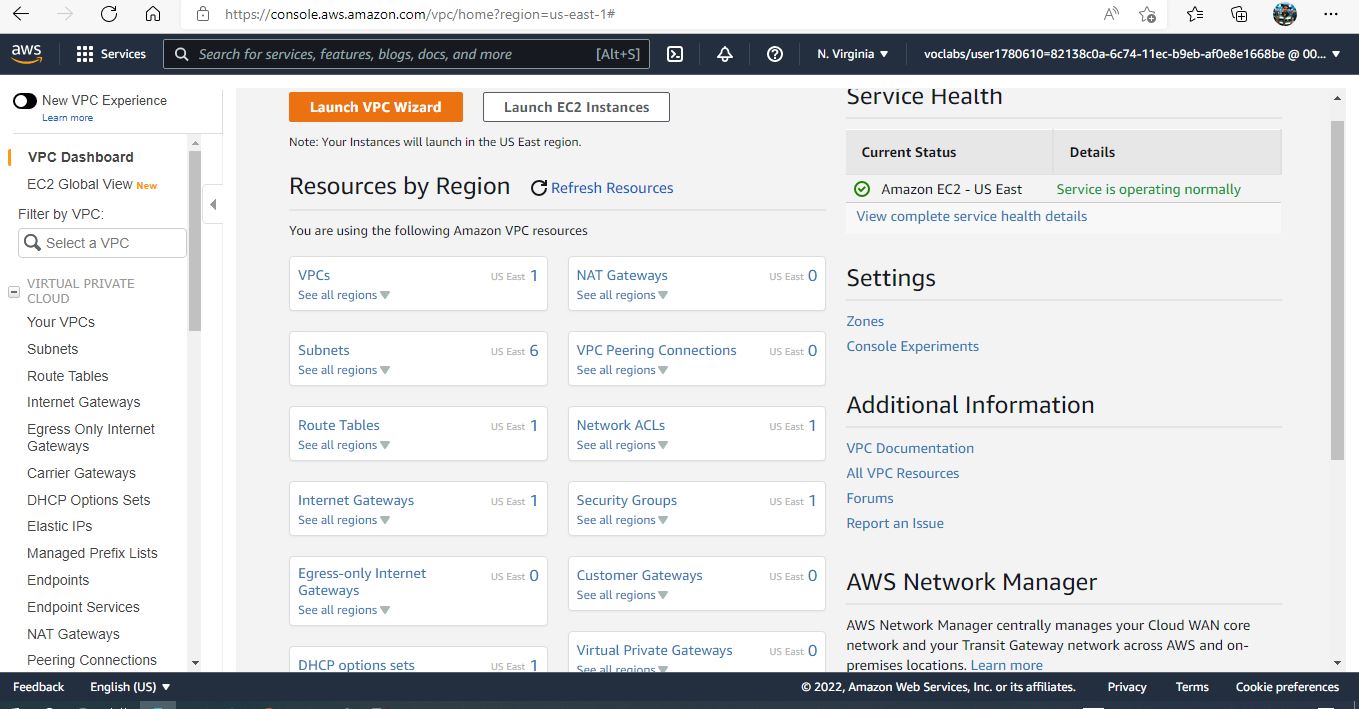 https://console.aws.amazon.com/vpc/home?region=us-east-1#
aws
Services
Search for services, features, blogs, docs, and more
[Alt+S]
N. Virginia ▼
voclabs/user1780610=82138c0a-6c74-11ec-b9eb-af0e8e1668be @ 00... ▼
New VPC Experience
Learn more
VPC Dashboard
EC2 Global View New
Filter by VPC:
Select a VPC
VIRTUAL PRIVATE
CLOUD
Your VPCs
Subnets
Route Tables
Internet Gateways
Egress Only Internet
Gateways
Carrier Gateways
DHCP Options Sets
Elastic IPs
Managed Prefix Lists
Endpoints
Endpoint Services
NAT Gateways
Peering Connections
Launch VPC Wizard
Launch EC2 Instances
Note: Your Instances will launch in the US East region.
Resources by Region
Refresh Resources
You are using the following Amazon VPC resources
VPCs US East 1
See all regions ▼
NAT Gateways US East 0
See all regions ▼
Subnets US East 6
See all regions ▼
VPC Peering Connections US East 0
See all regions ▼
Route Tables US East 1
See all regions ▼
Network ACLs US East 1
See all regions ▼
Internet Gateways US East 1
See all regions ▼
Security Groups US East 1
See all regions ▼
Egress-only Internet US East 0
Gateways
See all regions ▼
Customer Gateways US East 0
See all regions ▼
DHCP options sets US East 1
Virtual Private Gateways US East 0
See all regions ▼
Service Health
Current Status
Details
Amazon EC2 - US East
Service is operating normally
View complete service health details
Settings
Zones
Console Experiments
Additional Information
VPC Documentation
All VPC Resources
Forums
Report an Issue
AWS Network Manager
AWS Network Manager centrally manages your Cloud WAN core
network and your Transit Gateway network across AWS and on-
premises locations. Learn more
Feedback
English (US) ▼
© 2022, Amazon Web Services, Inc. or its affiliates.
Privacy
Terms
Cookie preferences